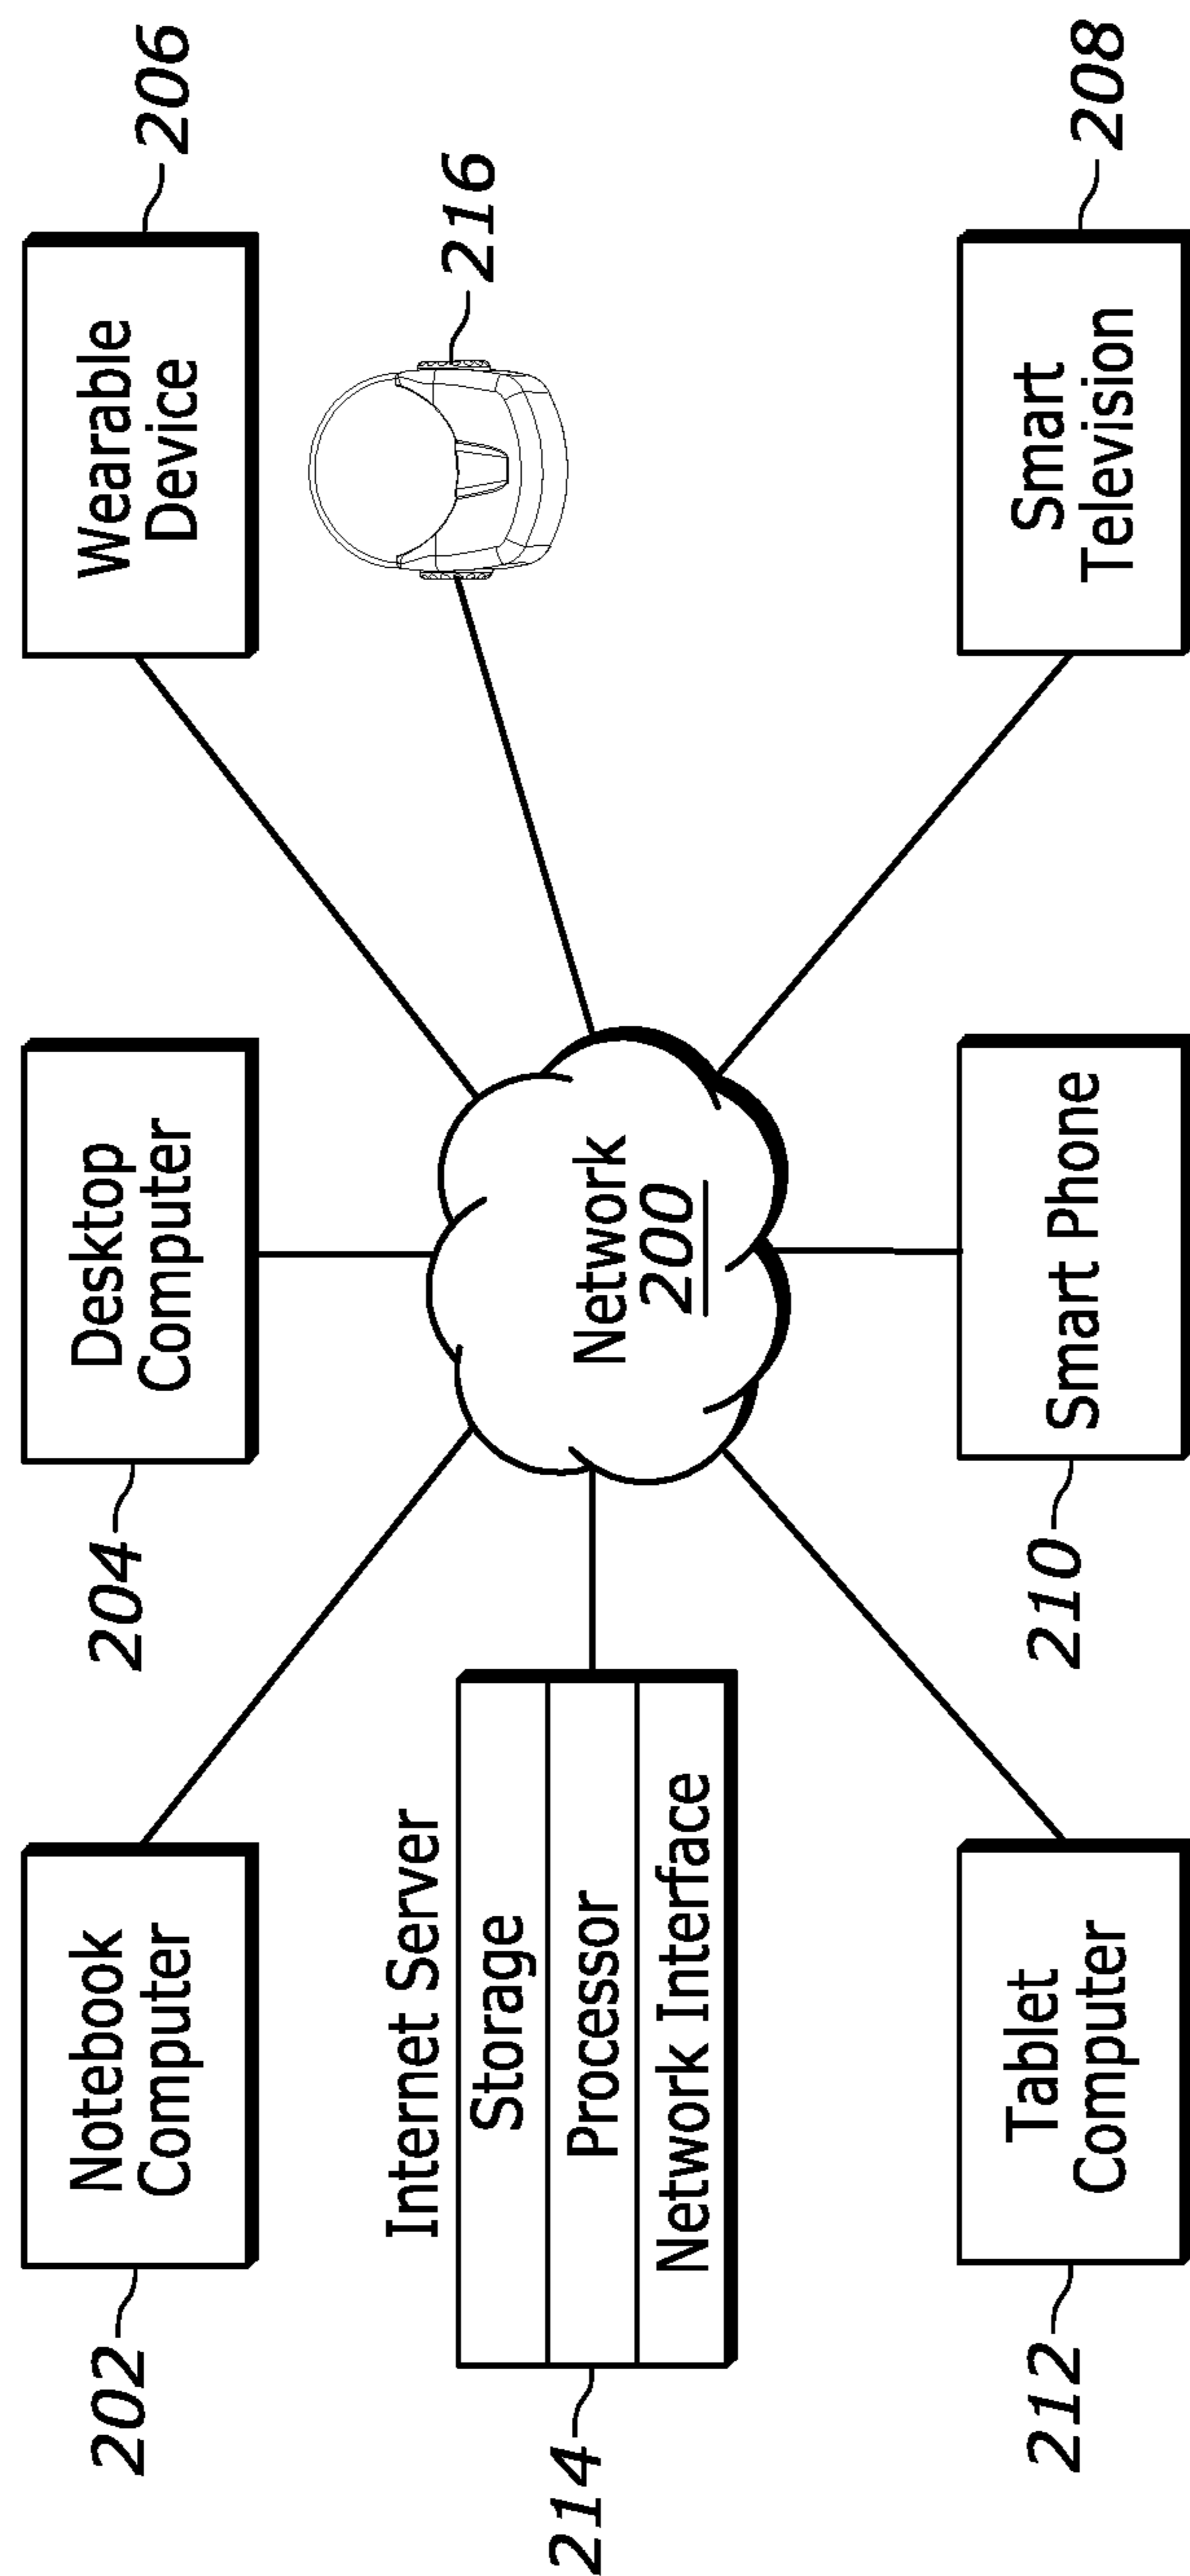 202
Notebook
Computer
204
Desktop
Computer
Wearable
Device
206
Internet Server
214
Storage
Processor
Network Interface
Network
200
216
212
Tablet
Computer
210
Smart Phone
Smart
Television
208